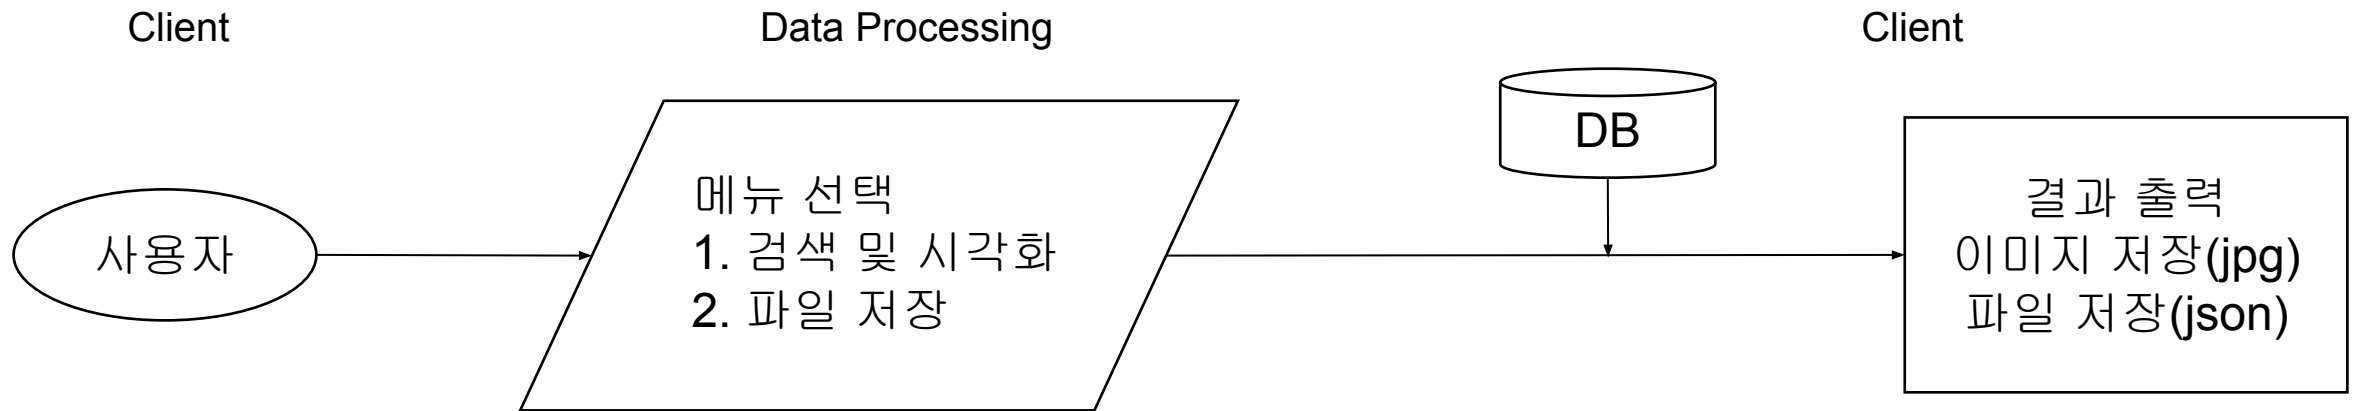 Client
Data Processing
Client
사용자
메뉴 선택
1. 검색 및 시각화
2. 파일 저장
DB
결과 출력
이미지 저장(jpg)
파일 저장(json)